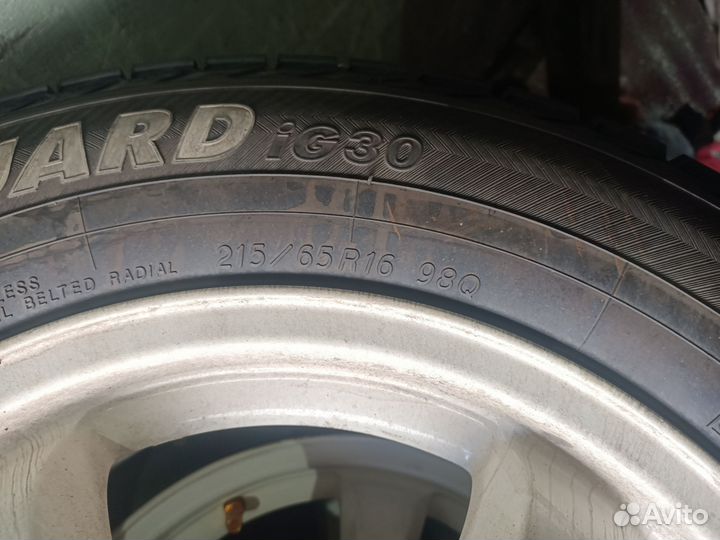 UARD iG30
215/65R16 98Q
LESS
L BELTED RADIAL
Avito